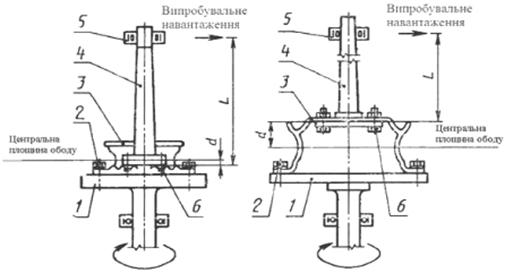 5
Випробувальне
навантаження
4
3
L
Центральна
площина ободу
2
d
1
6
5
Випробувальне
навантаження
4
L
3
d
Центральна
площина ободу
2
1
6